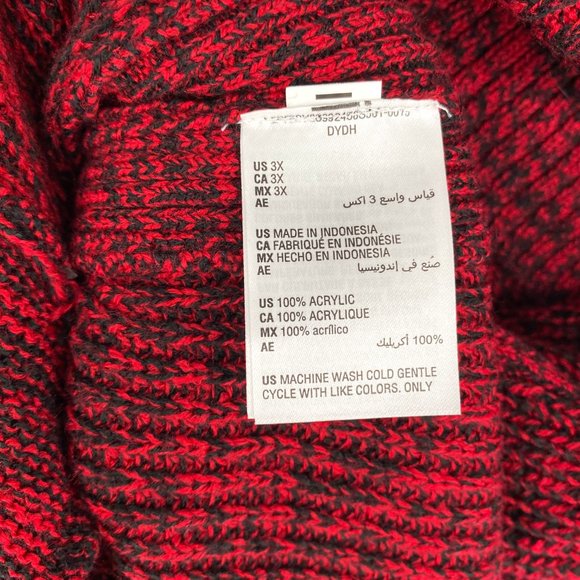 DYDH
US 3X
CA 3X
MX 3X
AE قياس واسع 3 اكس
US MADE IN INDONESIA
CA FABRIQUÉ EN INDONÉSIE
MX HECHO EN INDONESIA
AE صُنع في إندونيسيا
US 100% ACRYLIC
CA 100% ACRYLIQUE
MX 100% acrílico
AE 100% أكريليك
US MACHINE WASH COLD GENTLE
CYCLE WITH LIKE COLORS. ONLY